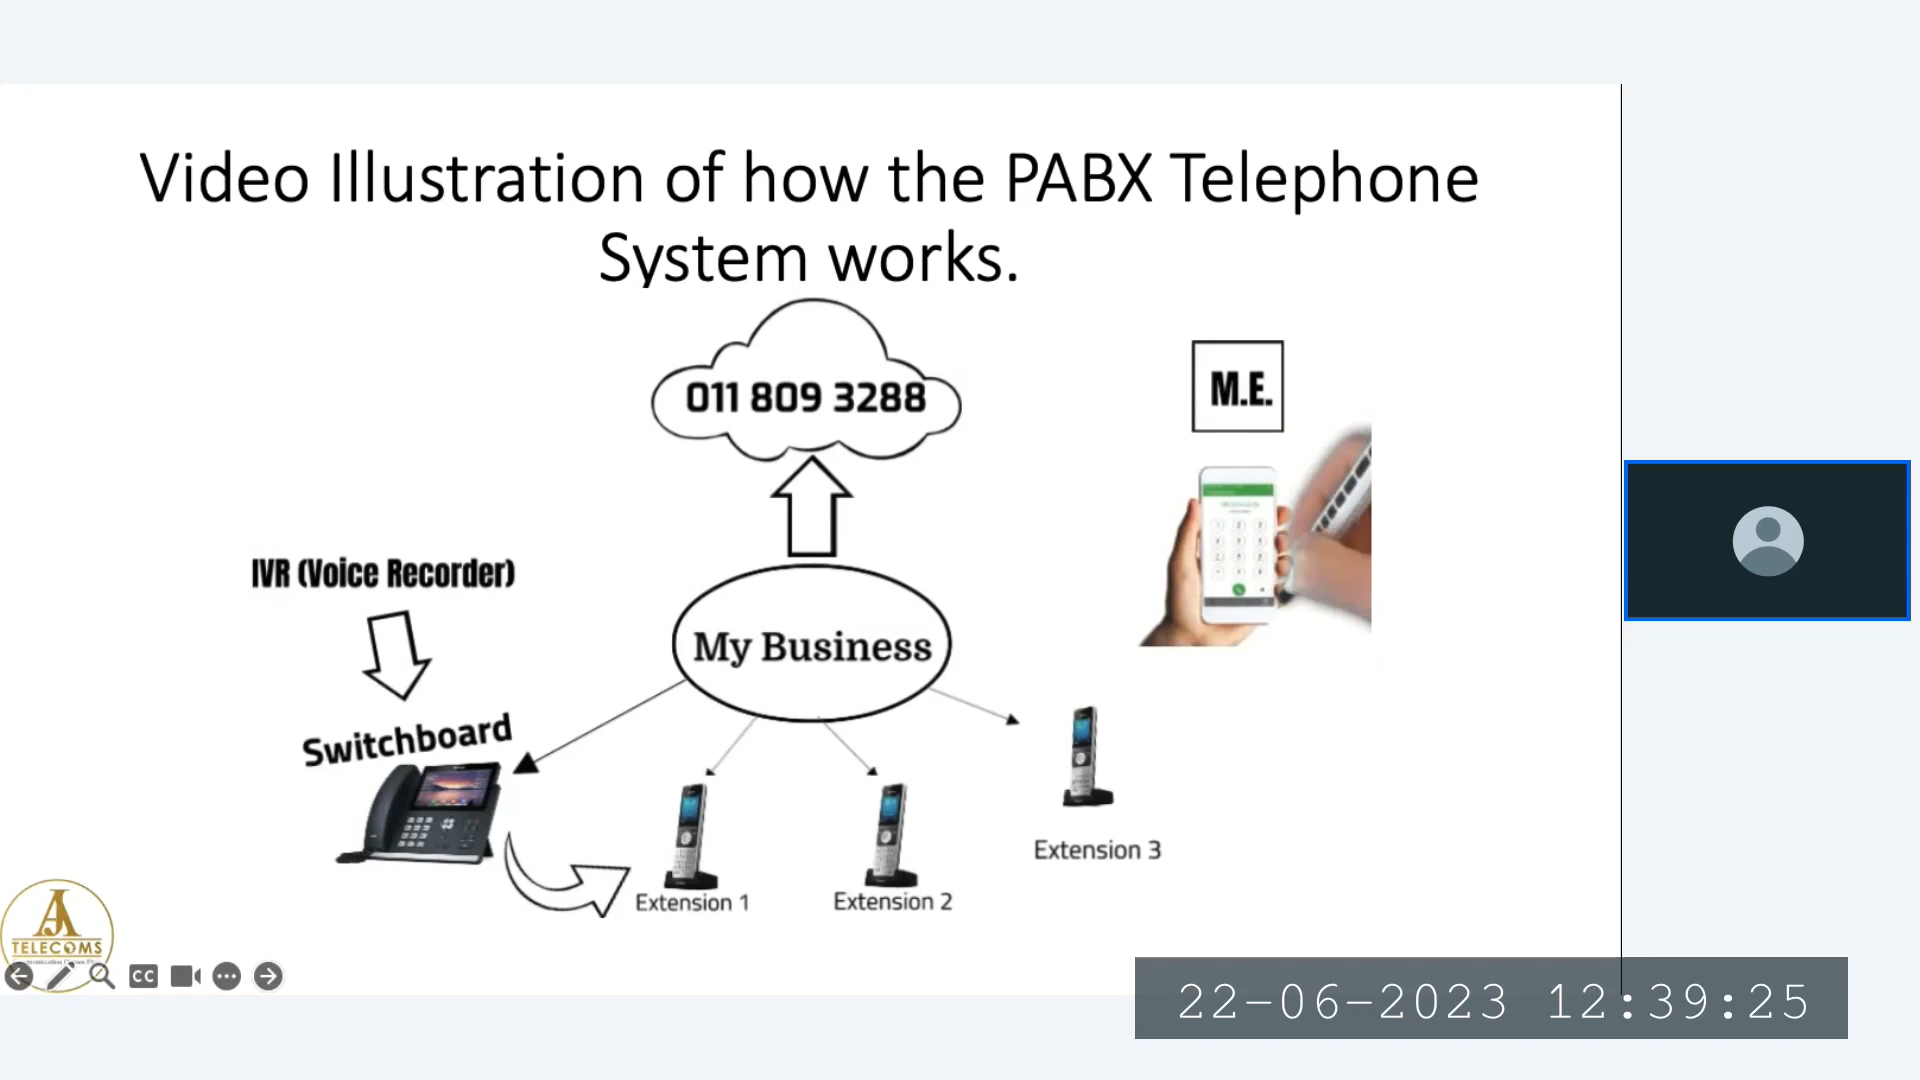 Video Illustration of how the PABX Telephone
System works.
011 809 3288
M.E.
IVR (Voice Recorder)
My Business
Switchboard
Extension 3
Extension 1
Extension 2
AJ
TELECOMS
CC
22-06-2023 12:39:25